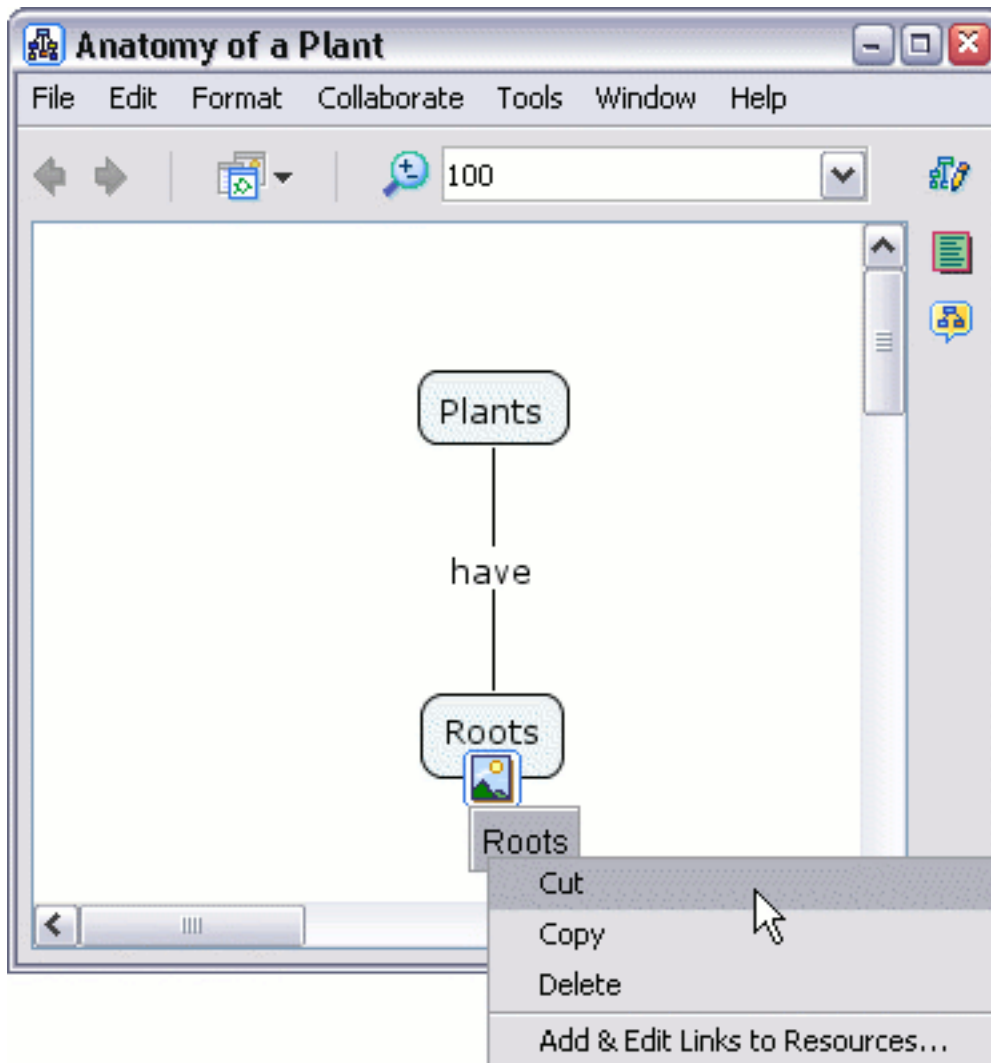 Anatomy of a Plant
File Edit Format Collaborate Tools Window Help
100
Plants
have
Roots
Roots
Cut
Copy
Delete
Add & Edit Links to Resources...